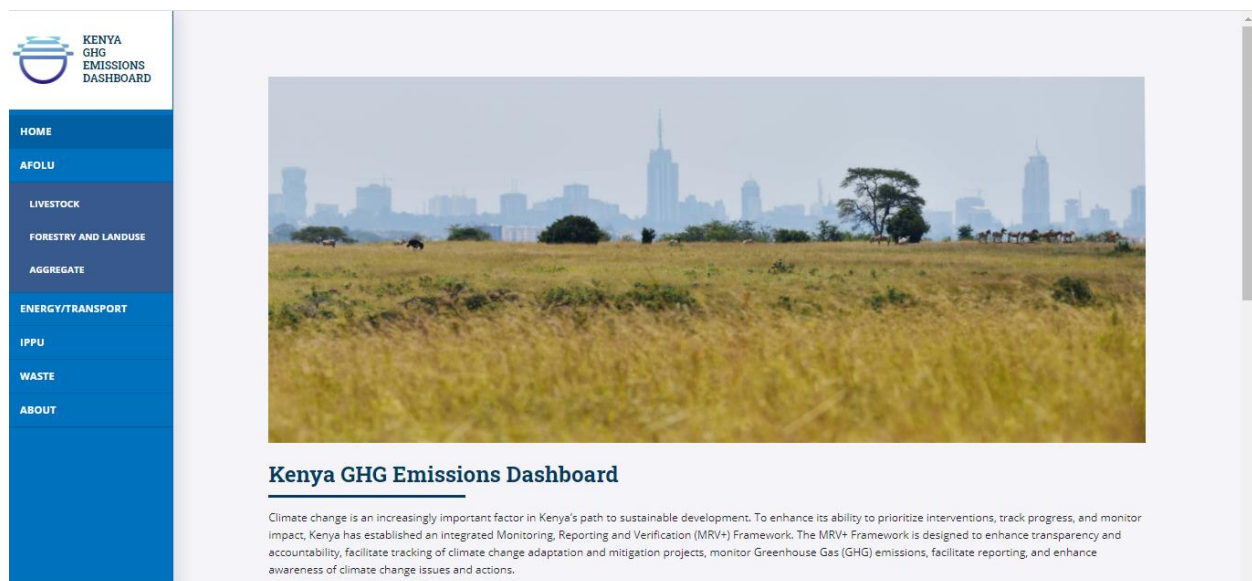 KENYA
GHG
EMISSIONS
DASHBOARD
HOME
AFOLU
LIVESTOCK
FORESTRY AND LANDUSE
AGGREGATE
ENERGY/TRANSPORT
IPPU
WASTE
ABOUT
Kenya GHG Emissions Dashboard
Climate change is an increasingly important factor in Kenya's path to sustainable development. To enhance its ability to prioritize interventions, track progress, and monitor
impact, Kenya has established an integrated Monitoring, Reporting and Verification (MRV+) Framework. The MRV+ Framework is designed to enhance transparency and
accountability, facilitate tracking of climate change adaptation and mitigation projects, monitor Greenhouse Gas (GHG) emissions, facilitate reporting, and enhance
awareness of climate change issues and actions.